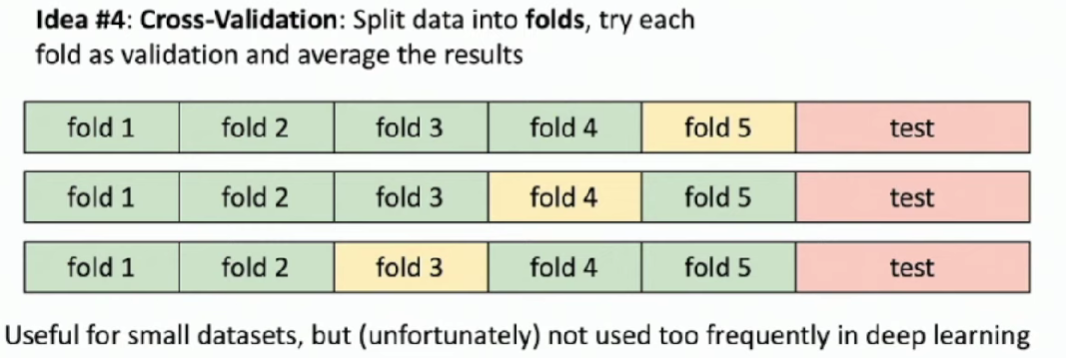 Idea #4: Cross-Validation: Split data into folds, try each
fold as validation and average the results
fold 1 fold 2 fold 3 fold 4 fold 5 test
fold 1 fold 2 fold 3 fold 4 fold 5 test
fold 1 fold 2 fold 3 fold 4 fold 5 test
Useful for small datasets, but (unfortunately) not used too frequently in deep learning